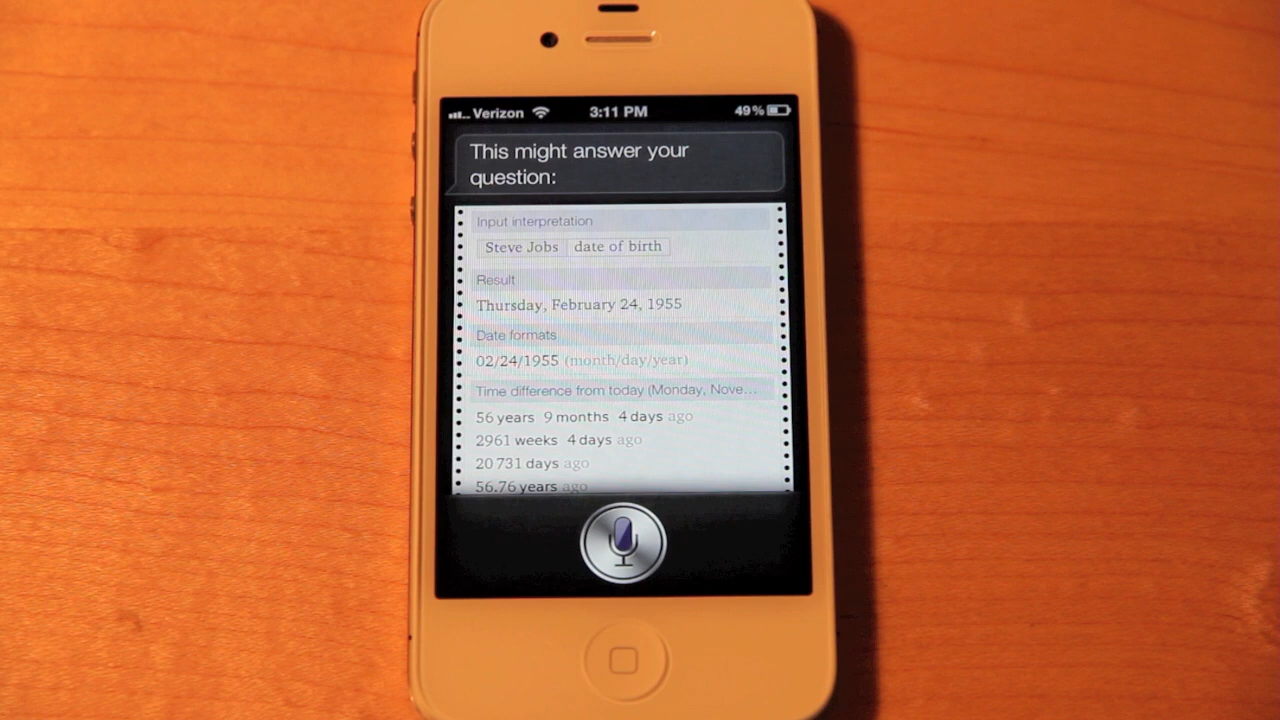 Verizon 3:11 PM 49%
This might answer your
question:
Input interpretation
Steve Jobs date of birth
Result
Thursday, February 24, 1955
Date formats
02/24/1955 (month/day/year)
Time difference from today (Monday, Nove...
56 years 9 months 4 days ago
2961 weeks 4 days ago
20731 days ago
56.76 years ago